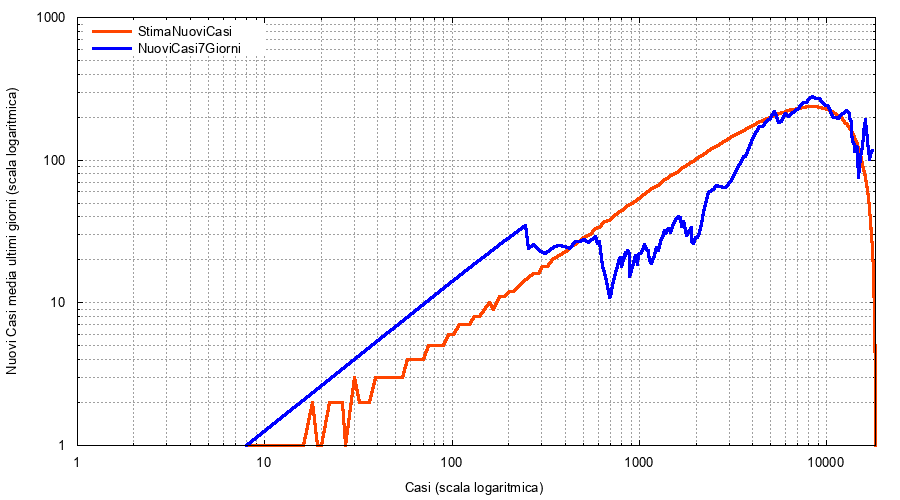 1000
100
10
1
StimaNuoviCasi
NuoviCasi7Giorni
Nuovi Casi media ultimi giorni (scala logaritmica)
1 10 100 1000 10000
Casi (scala logaritmica)